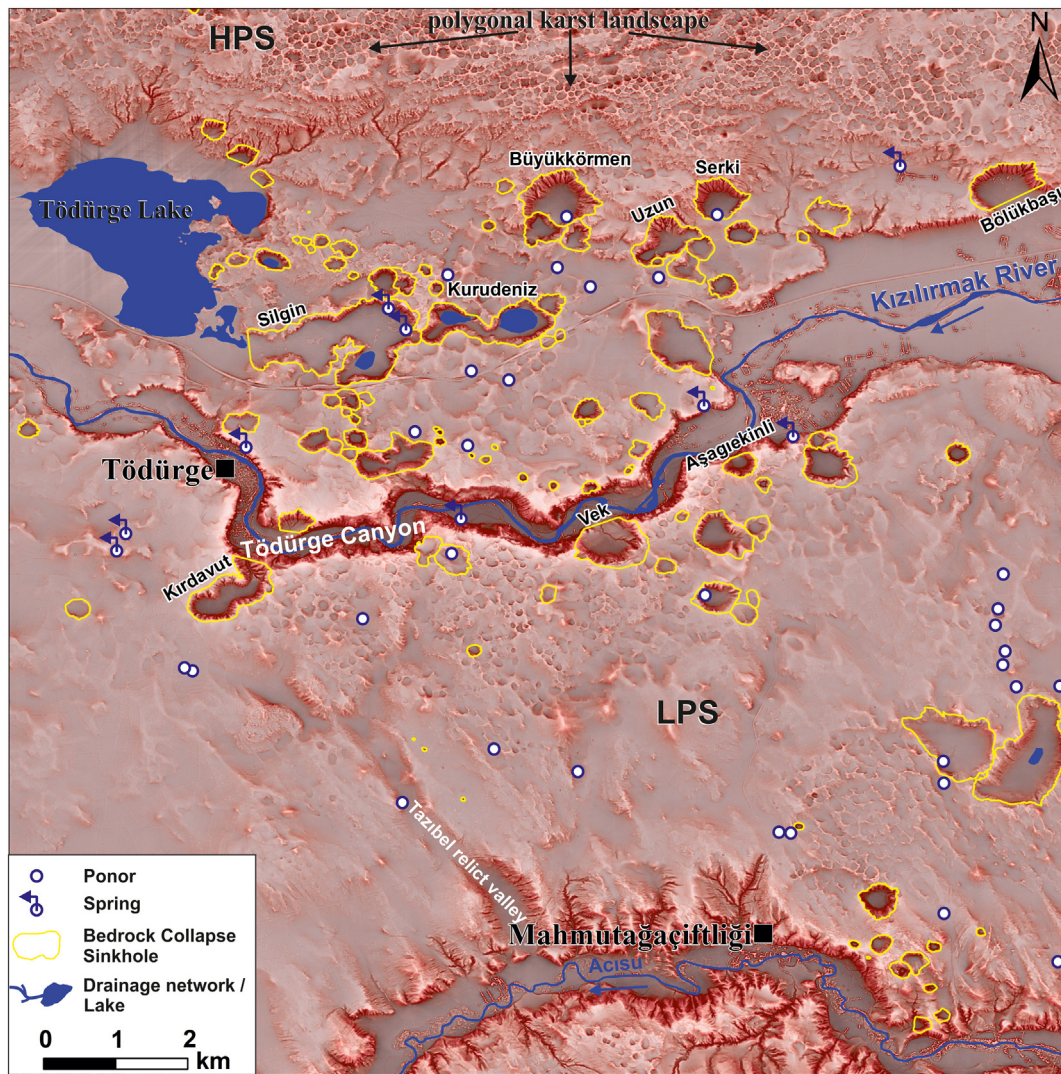 polygonal karst landscape
HPS
N
Büyükkörmen
Serki
Uzun
Bölükbaşı
Tödürge Lake
Kızılırmak River
Kurudeniz
Silgin
Aşagıekinli
Tödürge
Vek
Tödürge Canyon
Kırdavut
LPS
Tazıbel relict valley
Mahmutağaçiftliği
Acısu
Ponor
Spring
Bedrock Collapse
Sinkhole
Drainage network /
Lake
0 1 2
km